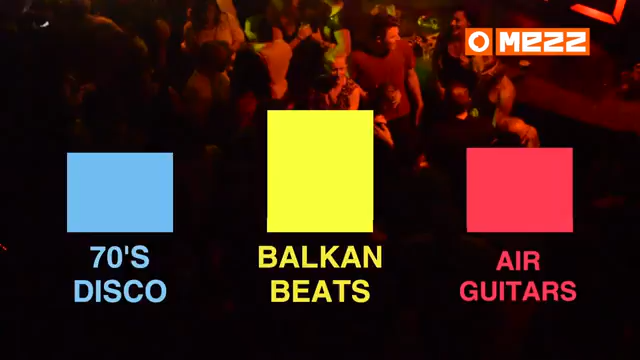 MEZZ
70'S
DISCO
BALKAN
BEATS
AIR
GUITARS